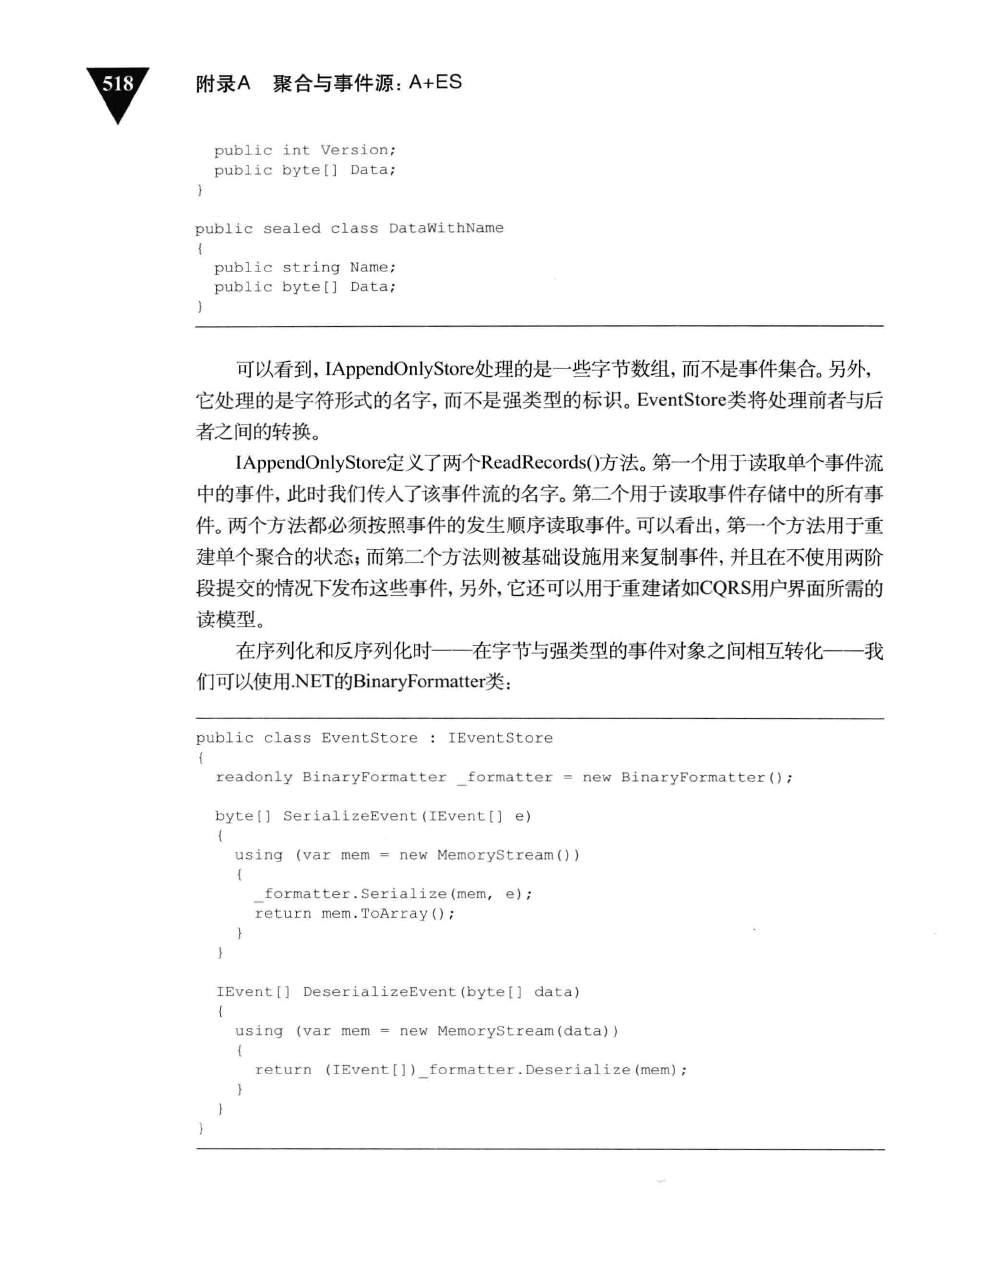 518
附录A 聚合与事件源：A+ES
public int Version;
public byte[] Data;
}
public sealed class DataWithName
{
public string Name;
public byte[] Data;
}
可以看到，IAppendOnlyStore处理的是一些字节数组，而不是事件集合。另外，
它处理的是字符形式的名字，而不是强类型的标识。EventStore类将处理前者与后
者之间的转换。
IAppendOnlyStore定义了两个ReadRecords()方法。第一个用于读取单个事件流
中的事件，此时我们传入了该事件流的名字。第二个用于读取事件存储中的所有事
件。两个方法都必须按照事件的发生顺序读取事件。可以看出，第一个方法用于重
建单个聚合的状态；而第二个方法则被基础设施用来复制事件，并且在不使用两阶
段提交的情况下发布这些事件，另外，它还可以用于重建诸如CQRS用户界面所需的
读模型。
在序列化和反序列化时——在字节与强类型的事件对象之间相互转化——我
们可以使用.NET的BinaryFormatter类：
public class EventStore : IEventStore
{
readonly BinaryFormatter _formatter = new BinaryFormatter();
byte[] SerializeEvent(IEvent[] e)
{
using (var mem = new MemoryStream())
{
_formatter.Serialize(mem, e);
return mem.ToArray();
}
}
IEvent[] DeserializeEvent(byte[] data)
{
using (var mem = new MemoryStream(data))
{
return (IEvent[])_formatter.Deserialize(mem);
}
}
}